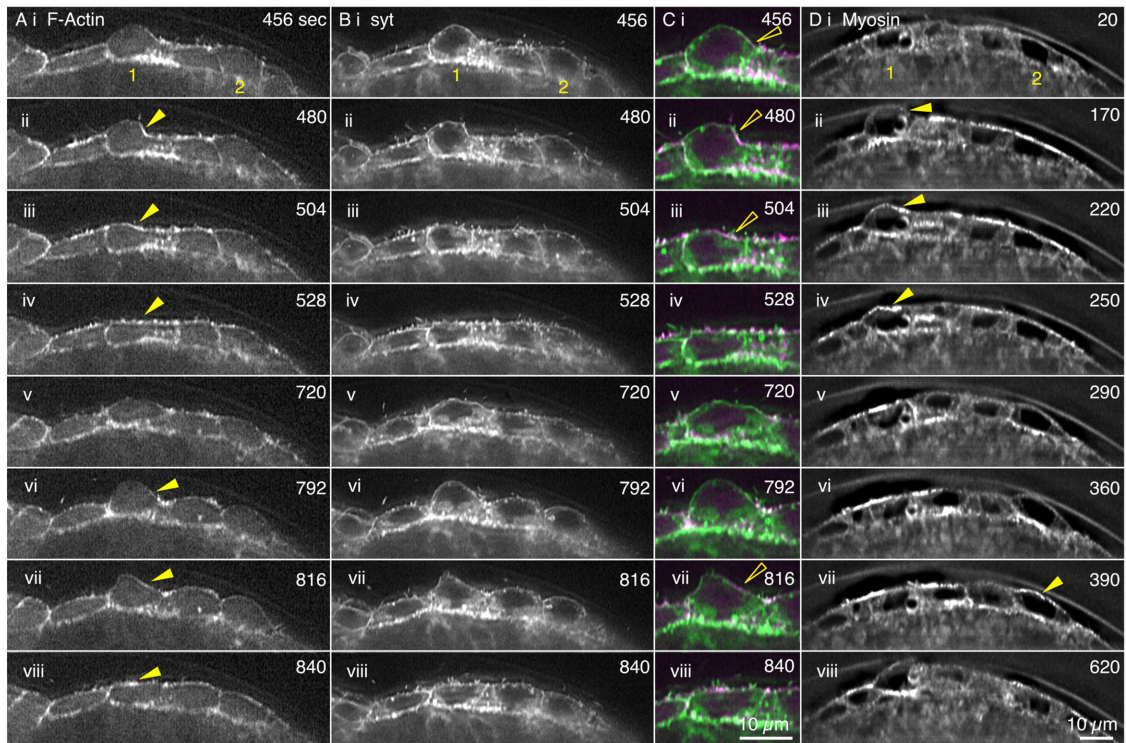 A i F-Actin 456 sec B i syt 456 C i 456 D i Myosin 20
1 2 1 2 1 2
ii 480 ii 480 ii 480 ii 170
iii 504 iii 504 iii 504 iii 220
iv 528 iv 528 iv 528 iv 250
v 720 v 720 v 720 v 290
vi 792 vi 792 vi 792 vi 360
vii 816 vii 816 vii 816 vii 390
viii 840 viii 840 viii 840 viii 620
10 µm 10 µm